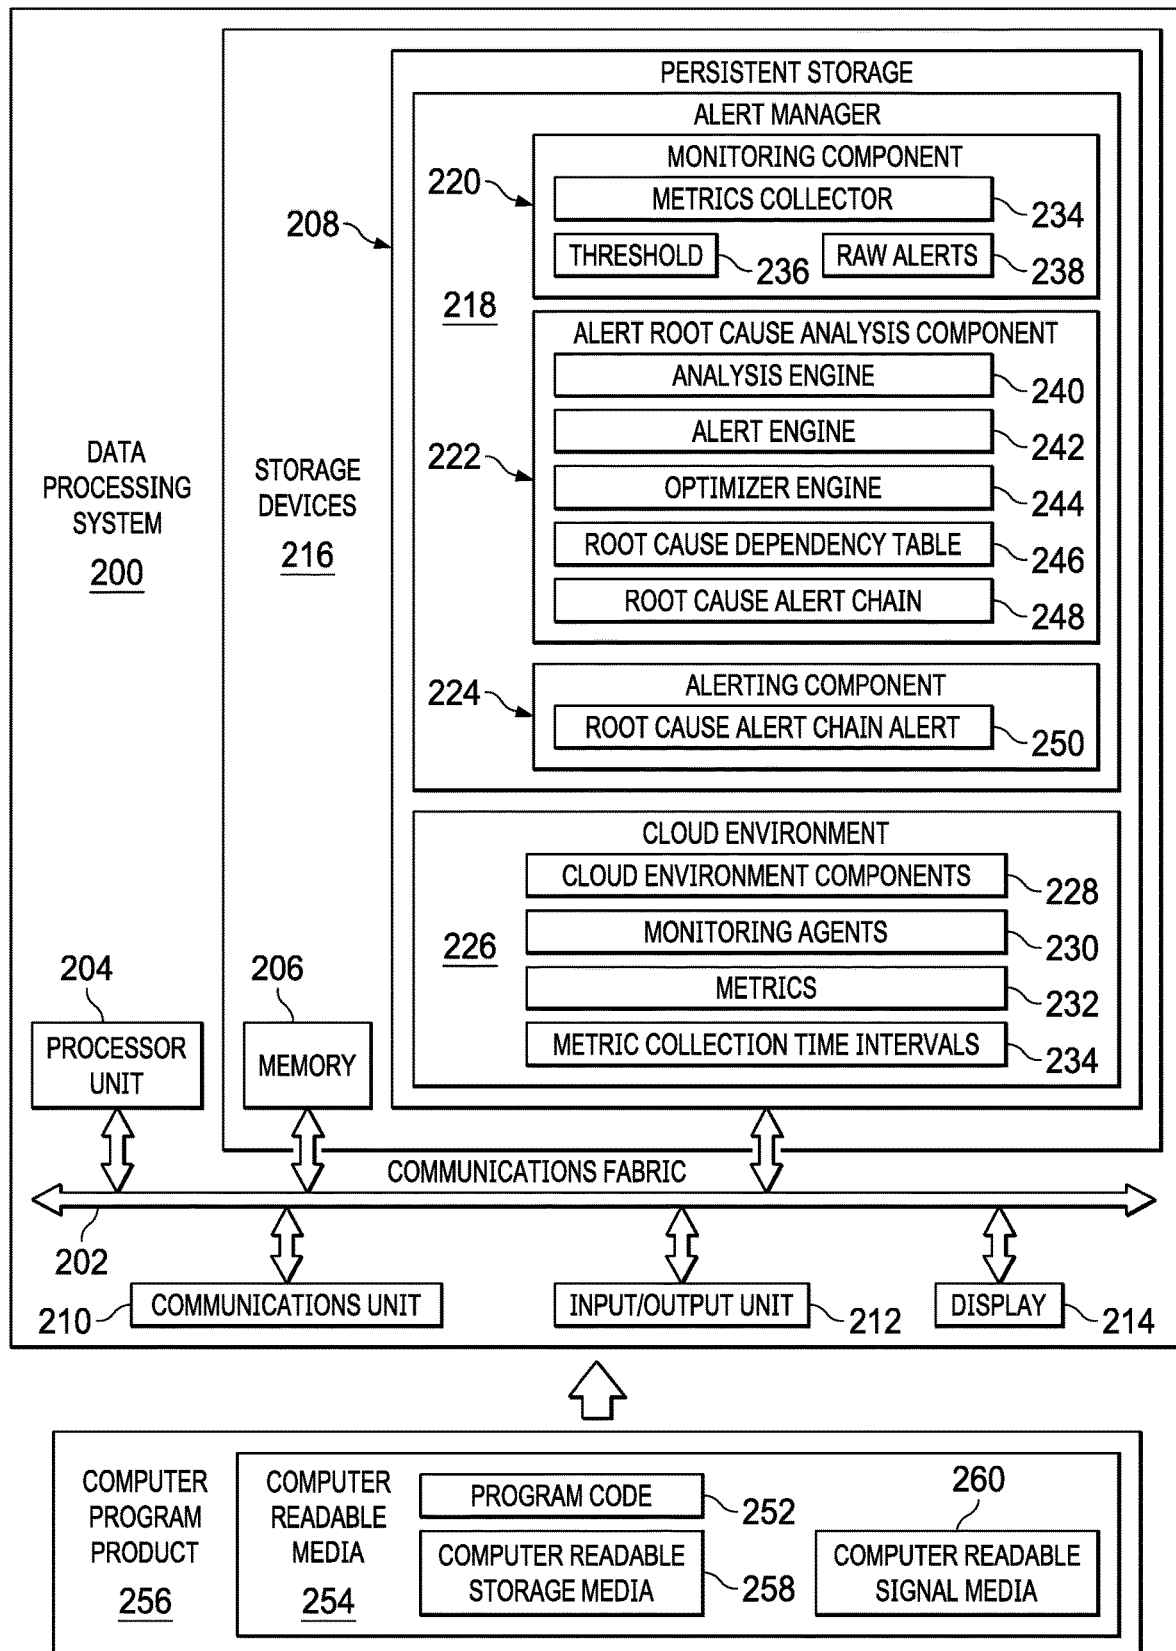 PERSISTENT STORAGE
ALERT MANAGER
MONITORING COMPONENT
220
METRICS COLLECTOR
234
208
THRESHOLD
236
RAW ALERTS
238
218
ALERT ROOT CAUSE ANALYSIS COMPONENT
ANALYSIS ENGINE
240
ALERT ENGINE
242
222
OPTIMIZER ENGINE
244
ROOT CAUSE DEPENDENCY TABLE
246
ROOT CAUSE ALERT CHAIN
248
DATA
PROCESSING
SYSTEM
200
STORAGE
DEVICES
216
224
ALERTING COMPONENT
ROOT CAUSE ALERT CHAIN ALERT
250
CLOUD ENVIRONMENT
CLOUD ENVIRONMENT COMPONENTS
228
226
MONITORING AGENTS
230
METRICS
232
METRIC COLLECTION TIME INTERVALS
234
204
PROCESSOR
UNIT
206
MEMORY
COMMUNICATIONS FABRIC
202
210
COMMUNICATIONS UNIT
INPUT/OUTPUT UNIT
212
DISPLAY
214
COMPUTER
PROGRAM
PRODUCT
256
COMPUTER
READABLE
MEDIA
254
PROGRAM CODE
252
COMPUTER READABLE
STORAGE MEDIA
258
260
COMPUTER READABLE
SIGNAL MEDIA